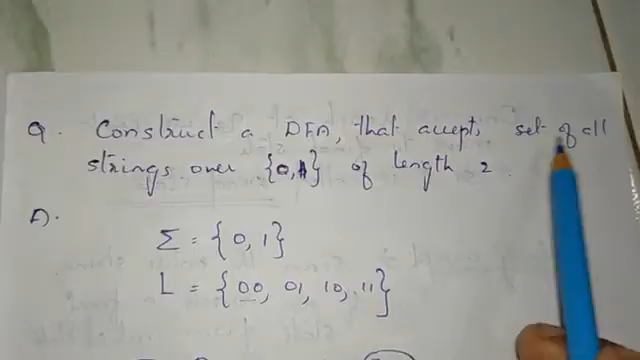 Q. Construct a DFA, that accepts set of all
strings over {0,1} of length 2.
A.
Σ = {0, 1}
L = {00, 01, 10, 11}